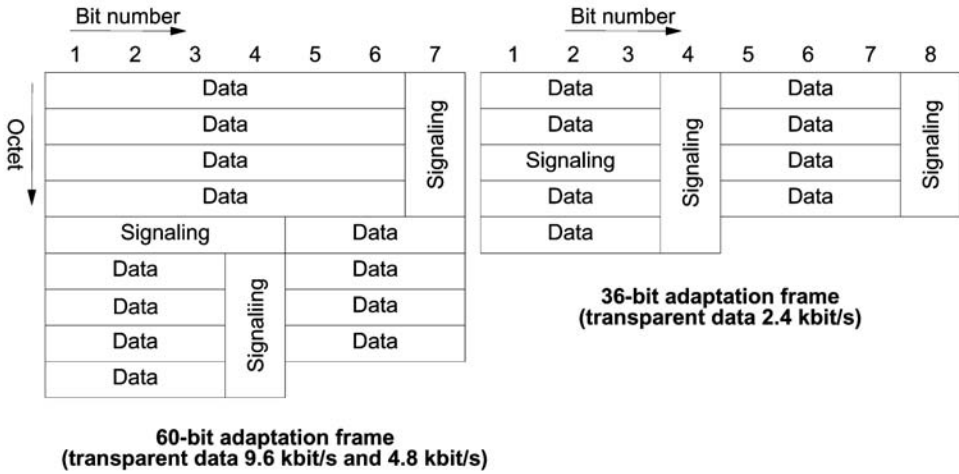 Bit number
1 2 3 4 5 6 7
Octet
Data
Data
Data
Data
Signaling
Signaling Data
Data Data
Data Data
Data Data
Data
Signaliing
60-bit adaptation frame
(transparent data 9.6 kbit/s and 4.8 kbit/s)
Bit number
1 2 3 4 5 6 7 8
Data Data
Data Data
Signaling Data
Data Data
Data
Signaling
Signaling
36-bit adaptation frame
(transparent data 2.4 kbit/s)